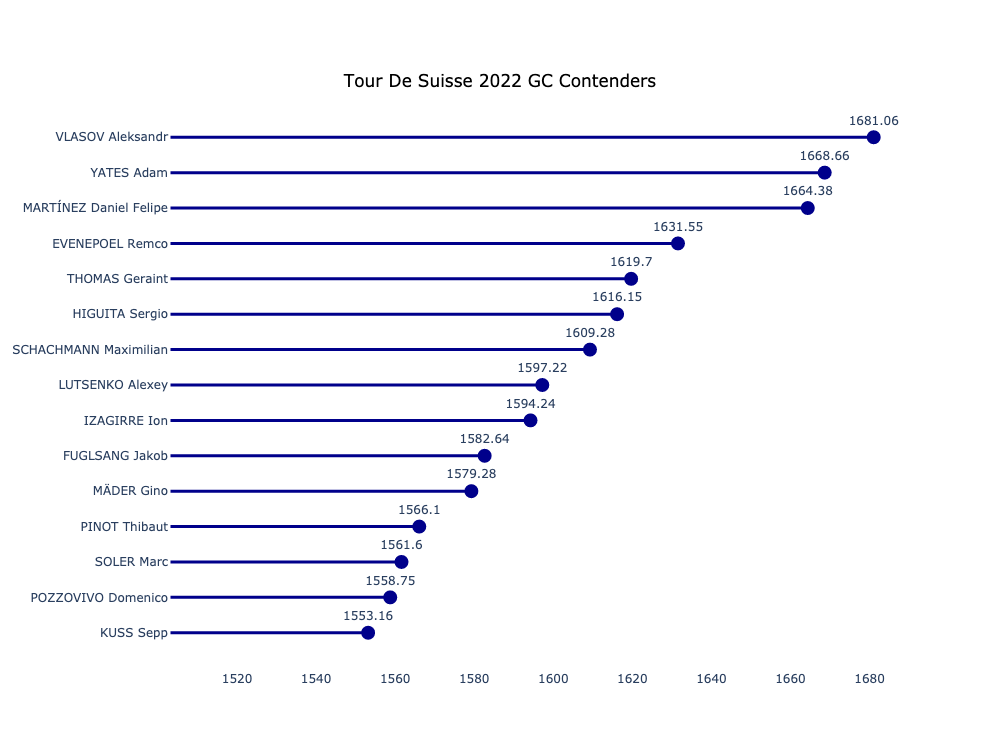 Tour De Suisse 2022 GC Contenders
VLASOV Aleksandr 1681.06
YATES Adam 1668.66
MARTÍNEZ Daniel Felipe 1664.38
EVENEPOEL Remco 1631.55
THOMAS Geraint 1619.7
HIGUITA Sergio 1616.15
SCHACHMANN Maximilian 1609.28
LUTSENKO Alexey 1597.22
IZAGIRRE Ion 1594.24
FUGLSANG Jakob 1582.64
MÄDER Gino 1579.28
PINOT Thibaut 1566.1
SOLER Marc 1561.6
POZZOVIVO Domenico 1558.75
KUSS Sepp 1553.16
1520 1540 1560 1580 1600 1620 1640 1660 1680